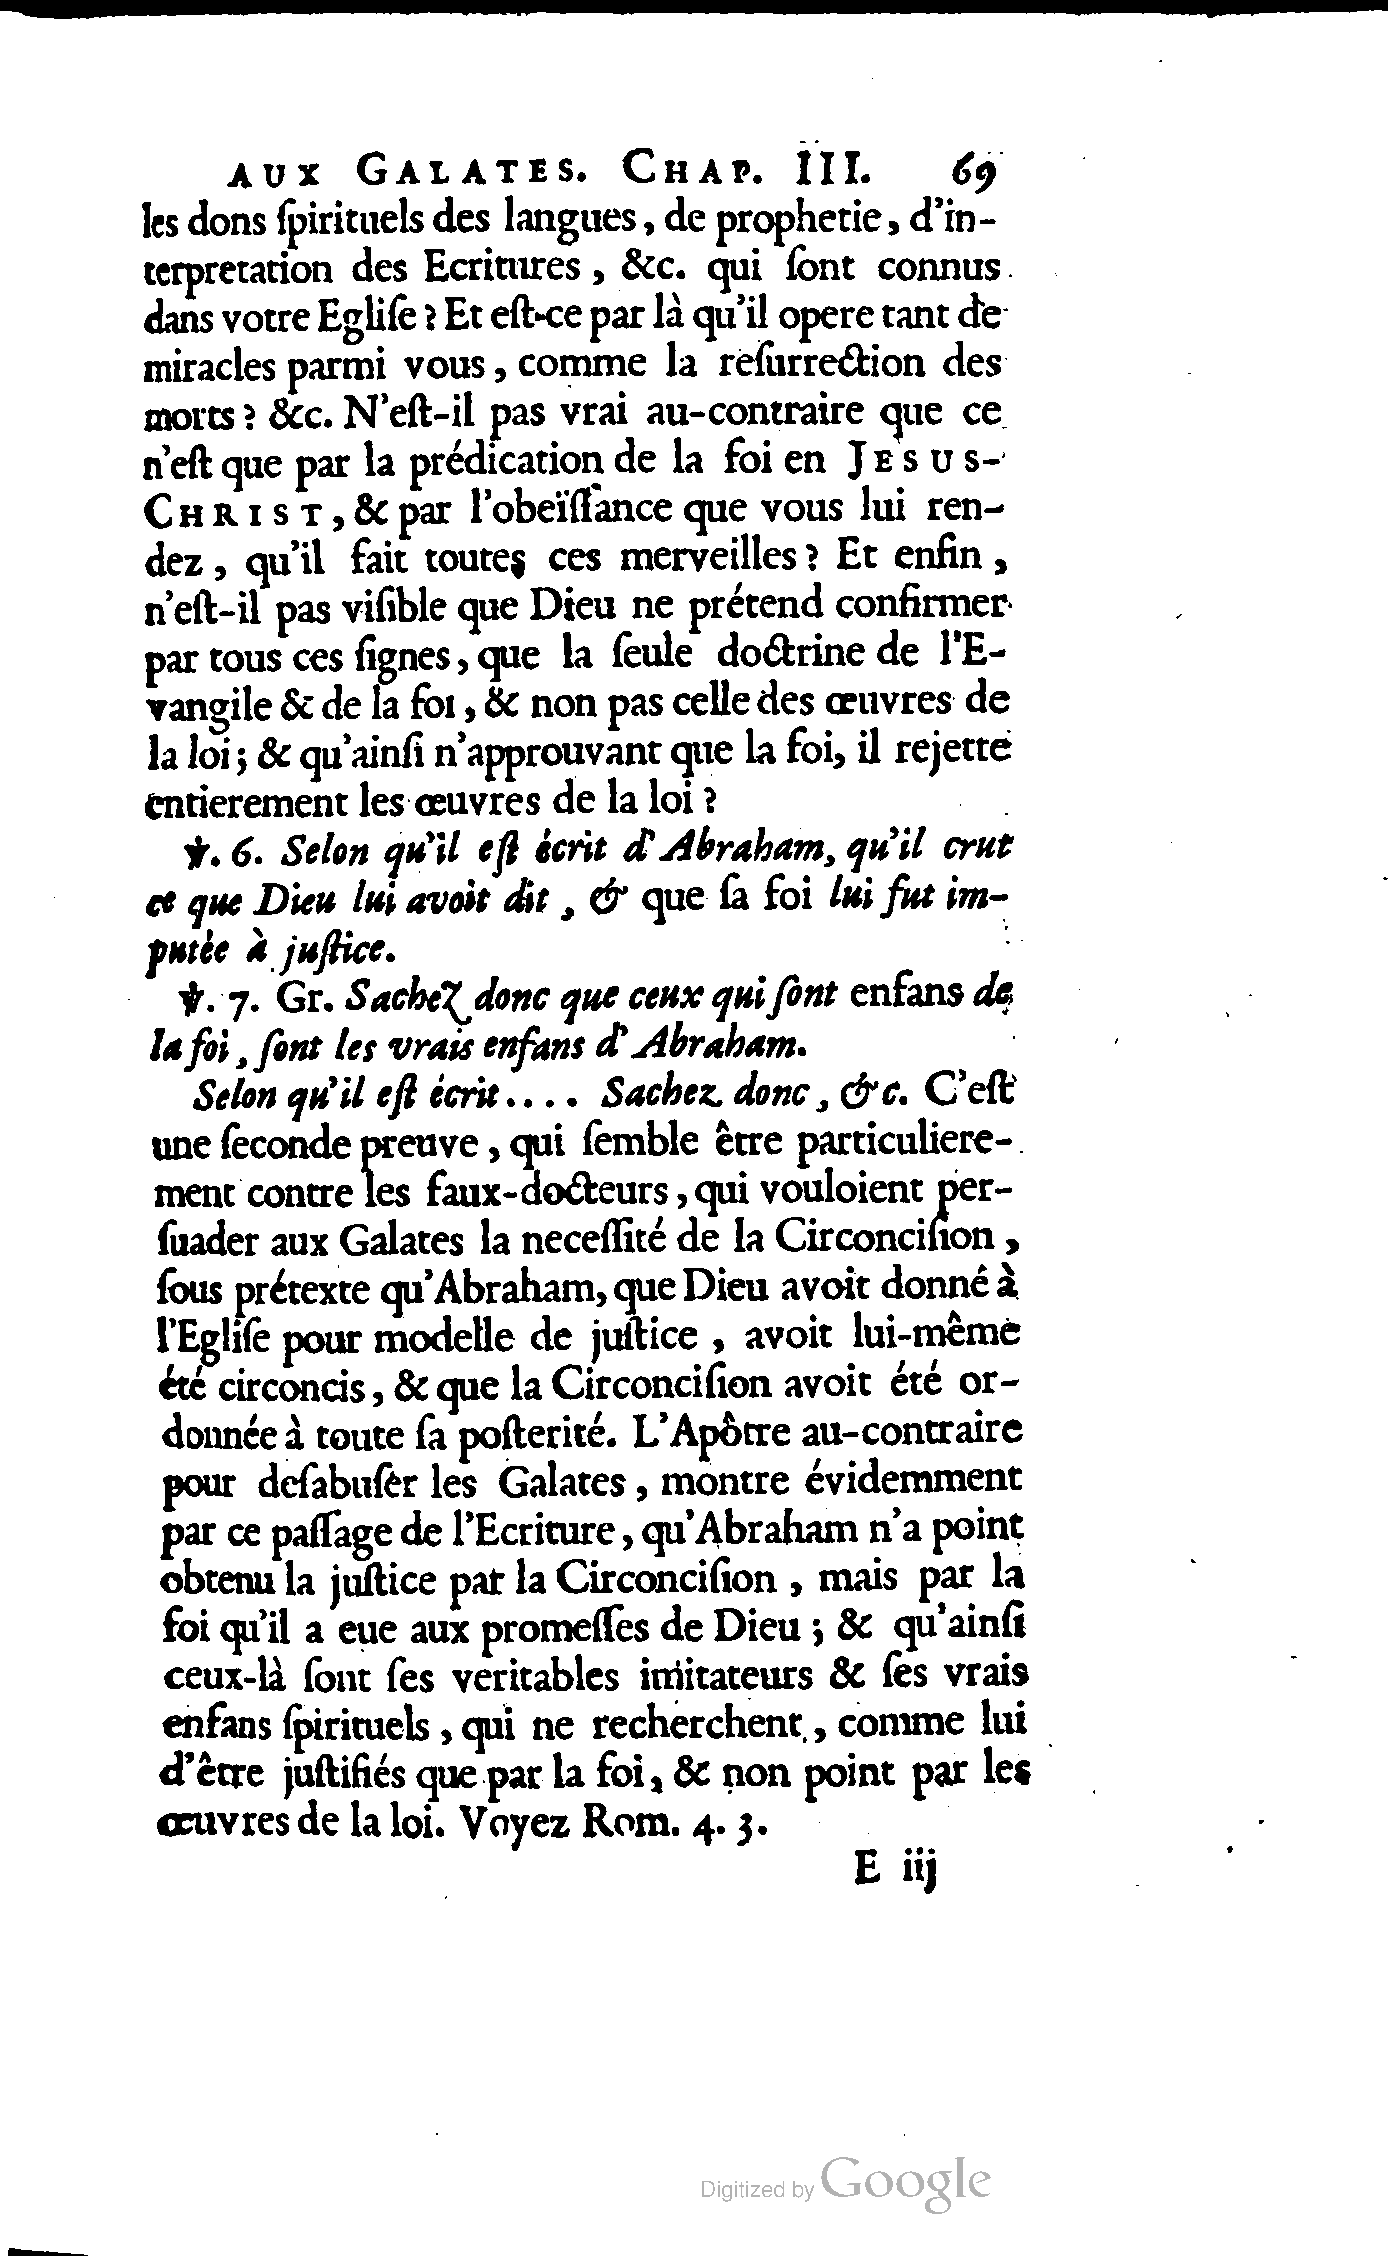 AUX GALATES. CHAP. III. 69
les dons ſpirituels des langues, de prophetie, d'in-
terpretation des Ecritures, &c. qui ſont connus
dans votre Egliſe ? Et eſt-ce par là qu'il opere tant de
miracles parmi vous, comme la reſurrection des
morts ? &c. N'eſt-il pas vrai au-contraire que ce
n'eſt que par la prédication de la foi en JESUS-
CHRIST, & par l'obeïſſance que vous lui ren-
dez, qu'il fait toutes ces merveilles ? Et enfin,
n'eſt-il pas viſible que Dieu ne prétend confirmer
par tous ces ſignes, que la ſeule doctrine de l'E-
vangile & de la foi, & non pas celle des œuvres de
la loi; & qu'ainſi n'approuvant que la foi, il rejette
entierement les œuvres de la loi ?
℣. 6. Selon qu'il eſt écrit d'Abraham, qu'il crut
ce que Dieu lui avoit dit, & que ſa foi lui fut im-
putée à juſtice.
℣. 7. Gr. Sachez donc que ceux qui ſont enfans de
la foi, ſont les vrais enfans d'Abraham.
Selon qu'il eſt écrit.... Sachez donc, &c. C'eſt
une ſeconde preuve, qui ſemble être particuliere-
ment contre les faux-docteurs, qui vouloient per-
ſuader aux Galates la neceſſité de la Circonciſion,
ſous prétexte qu'Abraham, que Dieu avoit donné à
l'Egliſe pour modelle de juſtice, avoit lui-même
été circoncis, & que la Circonciſion avoit été or-
donnée à toute ſa poſterité. L'Apôtre au-contraire
pour deſabuſer les Galates, montre évidemment
par ce paſſage de l'Ecriture, qu'Abraham n'a point
obtenu la juſtice par la Circonciſion, mais par la
foi qu'il a eue aux promeſſes de Dieu ; & qu'ainſi
ceux-là ſont ſes veritables imitateurs & ſes vrais
enfans ſpirituels, qui ne recherchent, comme lui
d'être juſtifiés que par la foi, & non point par les
œuvres de la loi. Voyez Rom. 4. 3.
E iij
Digitized by Google